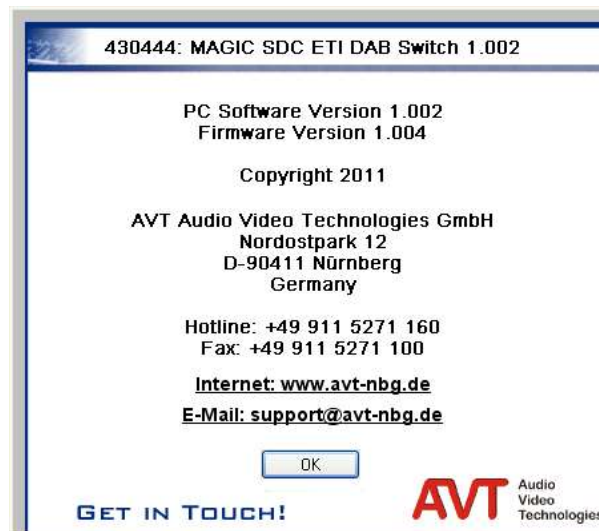 430444: MAGIC SDC ETI DAB Switch 1.002
PC Software Version 1.002
Firmware Version 1.004
Copyright 2011
AVT Audio Video Technologies GmbH
Nordostpark 12
D-90411 Nürnberg
Germany
Hotline: +49 911 5271 160
Fax: +49 911 5271 100
Internet: www.avt-nbg.de
E-Mail: support@avt-nbg.de
OK
GET IN TOUCH!
AVT
Audio
Video
Technologies